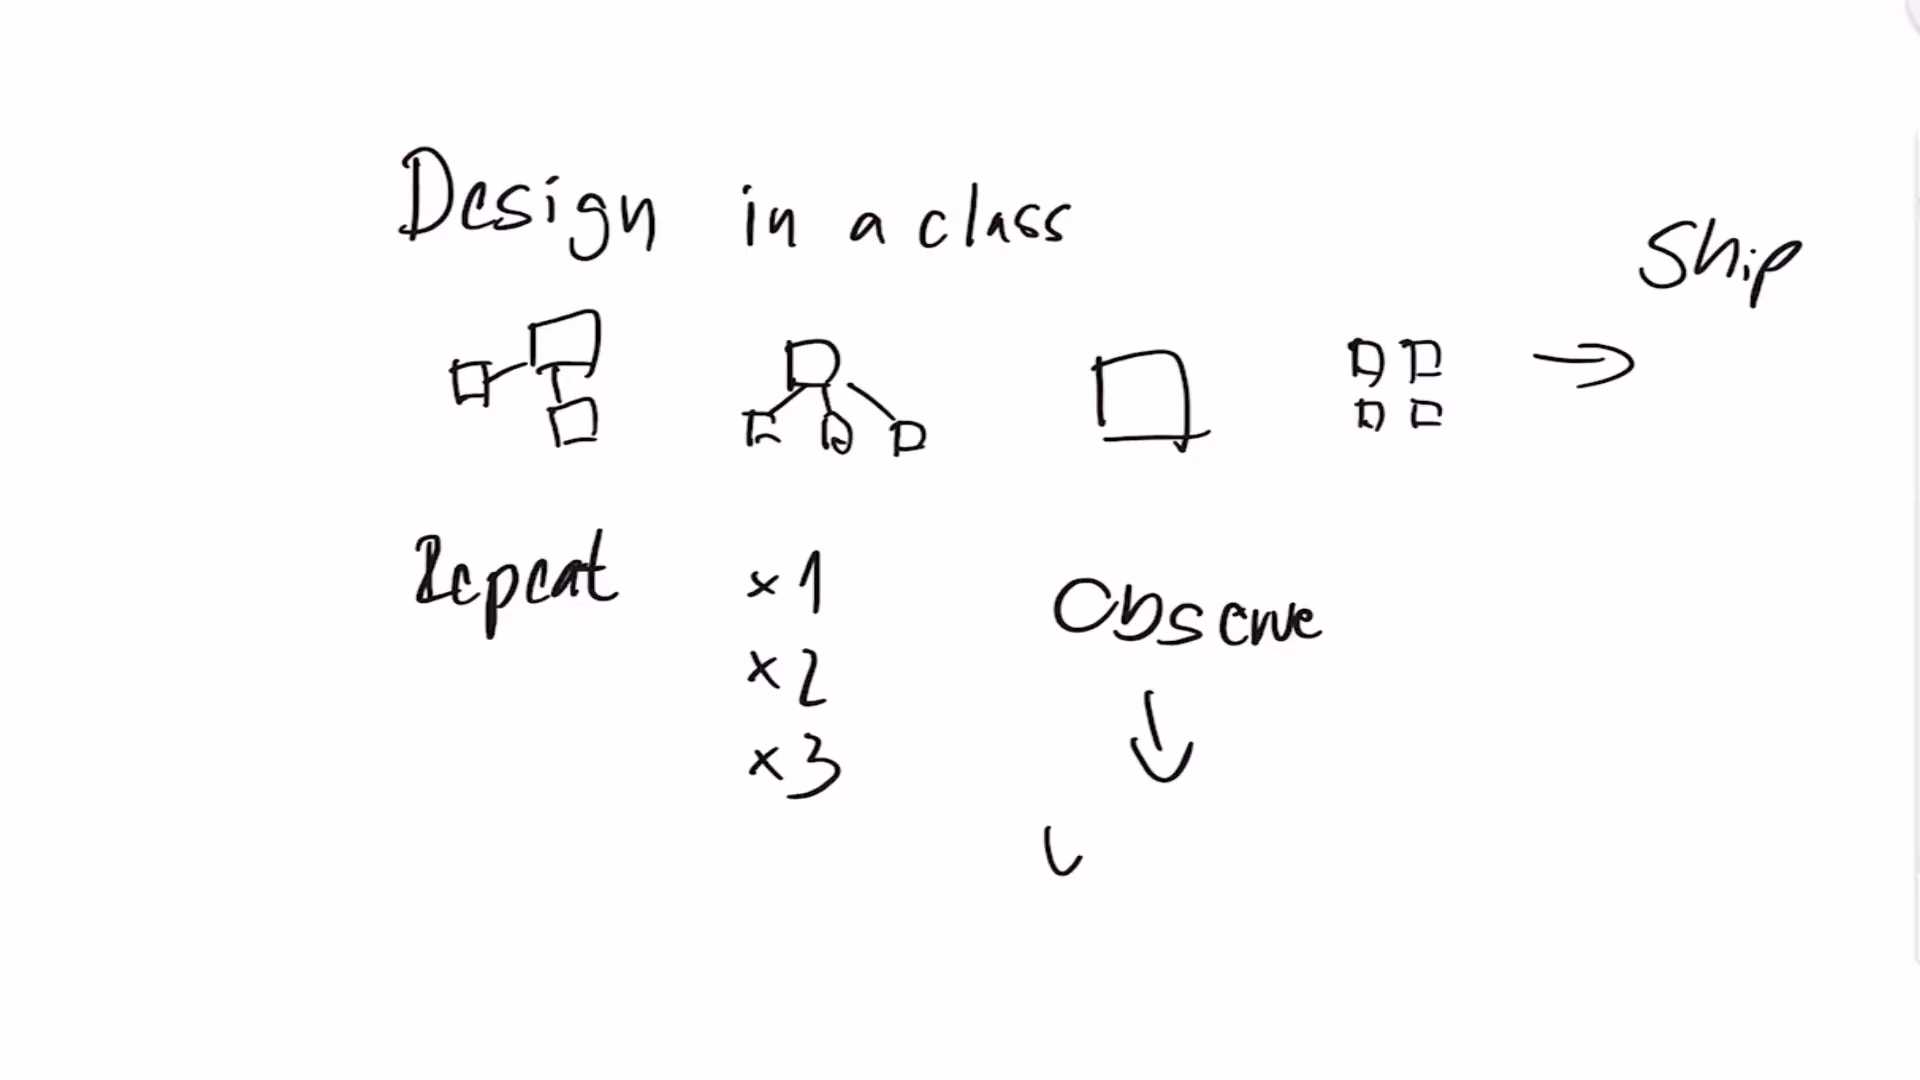 Design in a class
Ship
Repeat x1 Observe
x2
x3